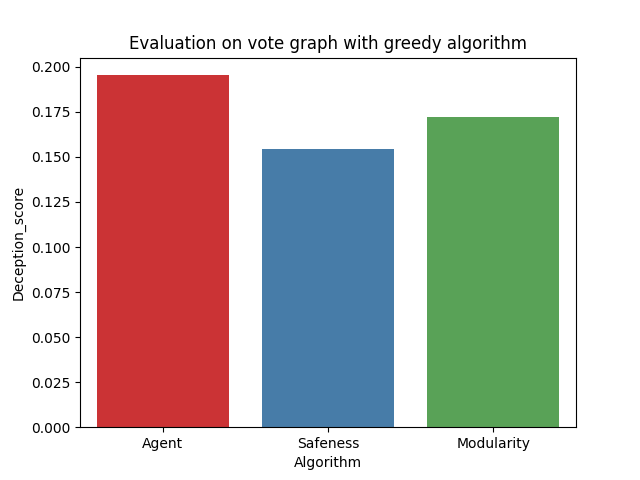 Evaluation on vote graph with greedy algorithm
0.200
0.175
0.150
0.125
0.100
0.075
0.050
0.025
0.000
Deception_score
Agent Safeness Modularity
Algorithm